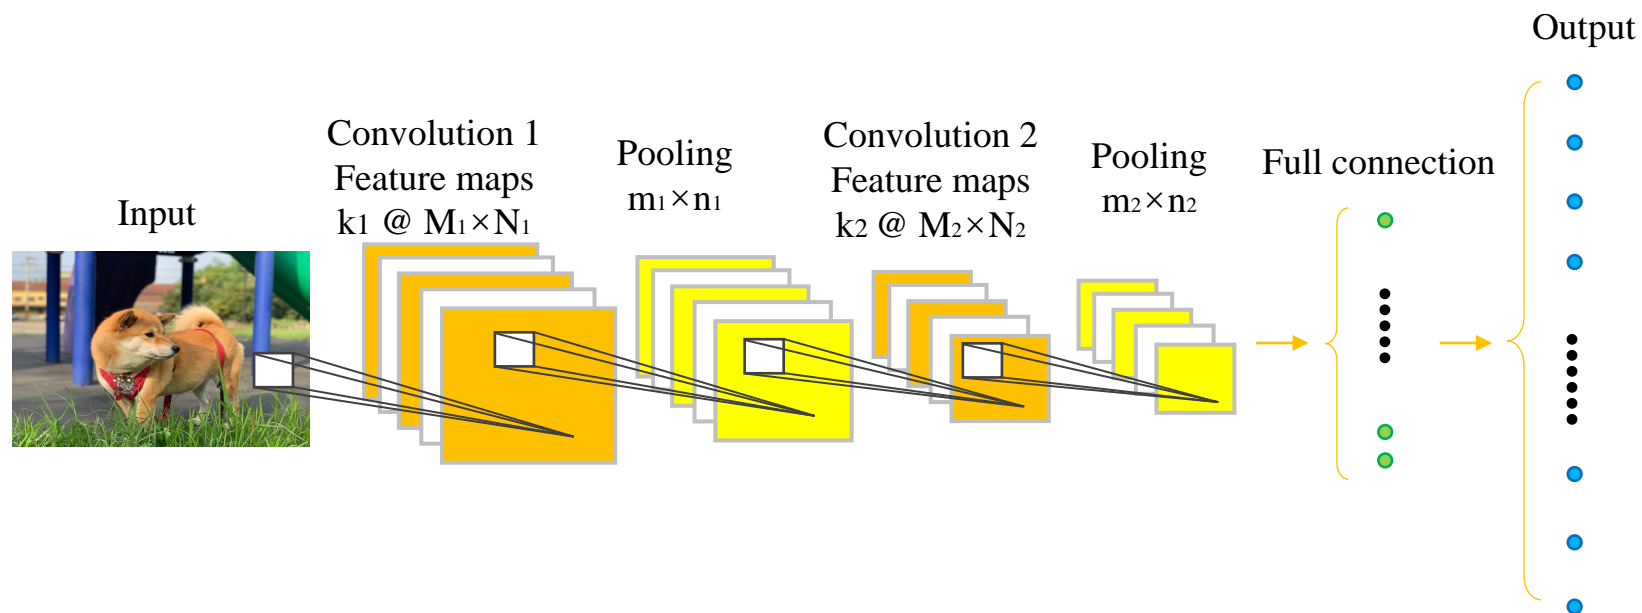 Input
Convolution 1
Feature maps
k1 @ M1×N1
Pooling
m1×n1
Convolution 2
Feature maps
k2 @ M2×N2
Pooling
m2×n2
Full connection
Output